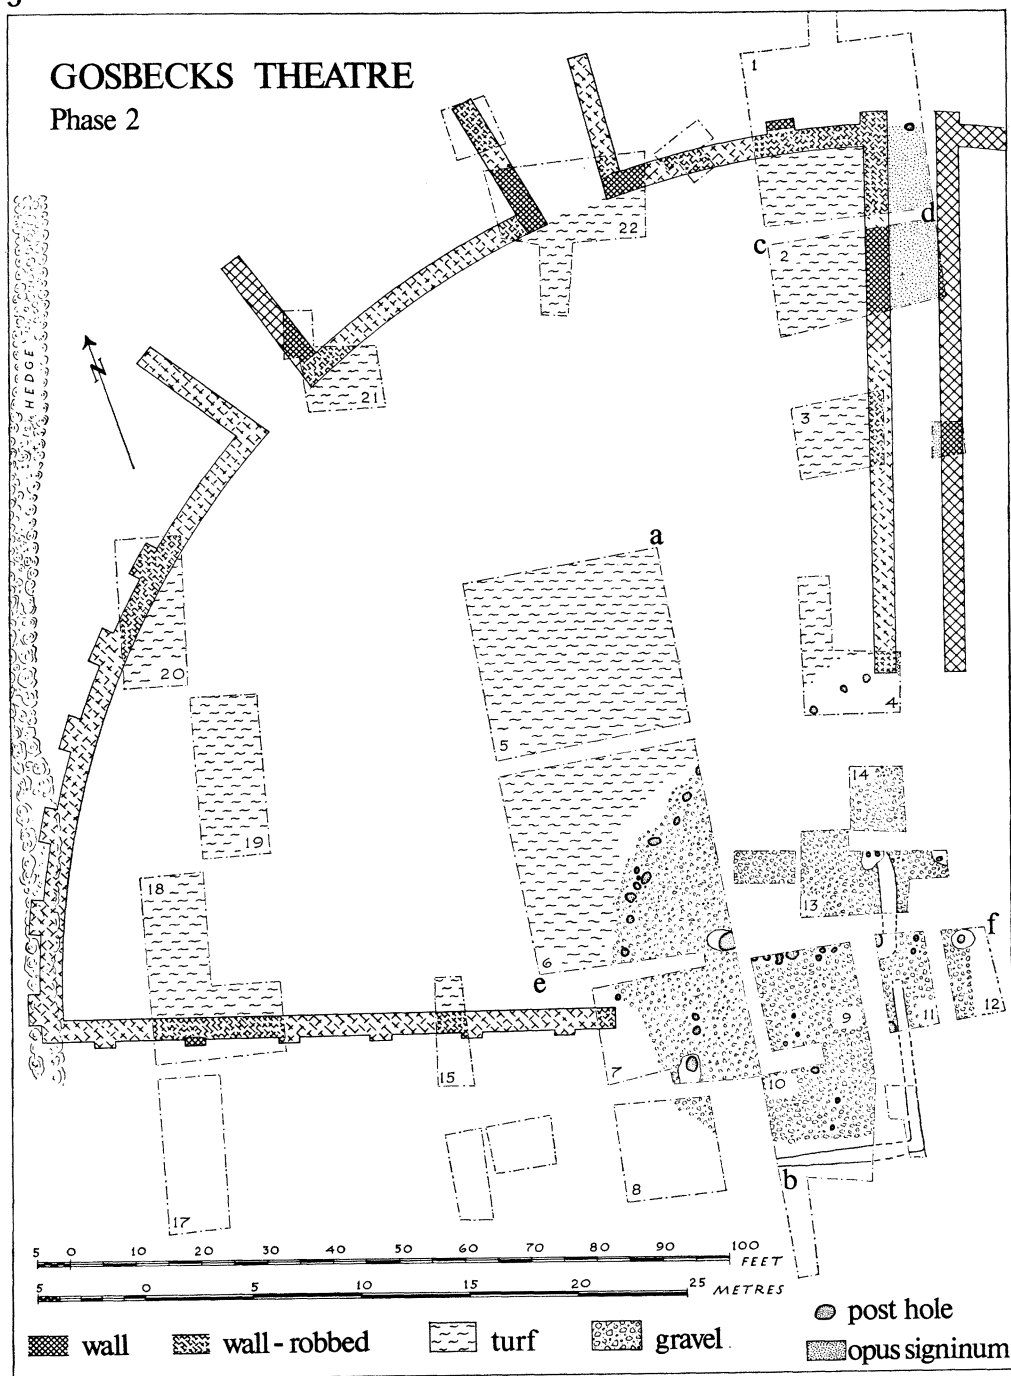 GOSBECKS THEATRE
Phase 2
1
d
c
2
22
HEDGE
N
21
3
a
20
4
5
14
19
18
13
f
6
e
9
11
12
7
10
15
b
8
17
5 0 10 20 30 40 50 60 70 80 90 100 FEET
5 0 5 10 15 20 25 METRES
post hole
wall
wall-robbed
turf
gravel
opus signinum